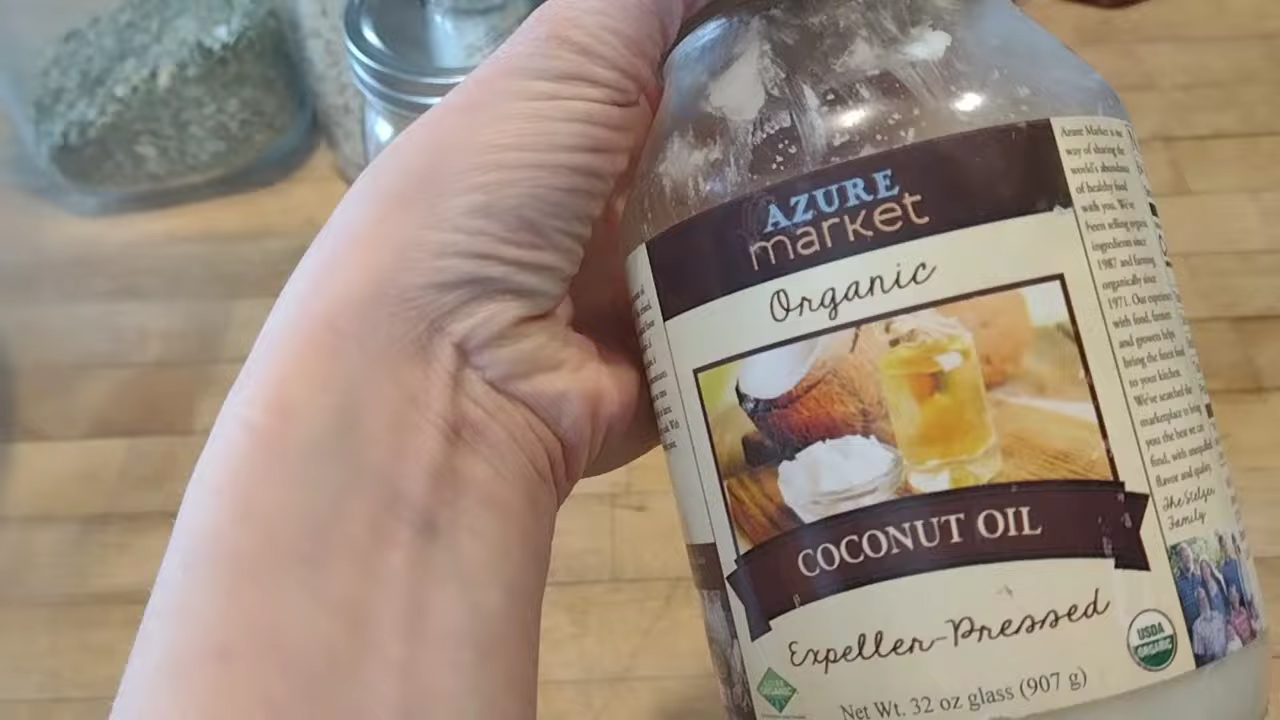 AZURE
market
Organic
COCONUT OIL
Expeller-Pressed
USDA
ORGANIC
ORGANIC
Net Wt. 32 oz glass (907 g)
Azure Market is our
way of sharing the
world's abundance
of healthy food
with you. We've
been selling organic
ingredients since
1987 and farming
organically since
1971. Our experience
with food, farmers
and growers helps
bring the finest food
to your kitchen.
We've searched the
marketplace to bring
you the best we can
find, with unequaled
flavor and quality.
The Stelzer
Family